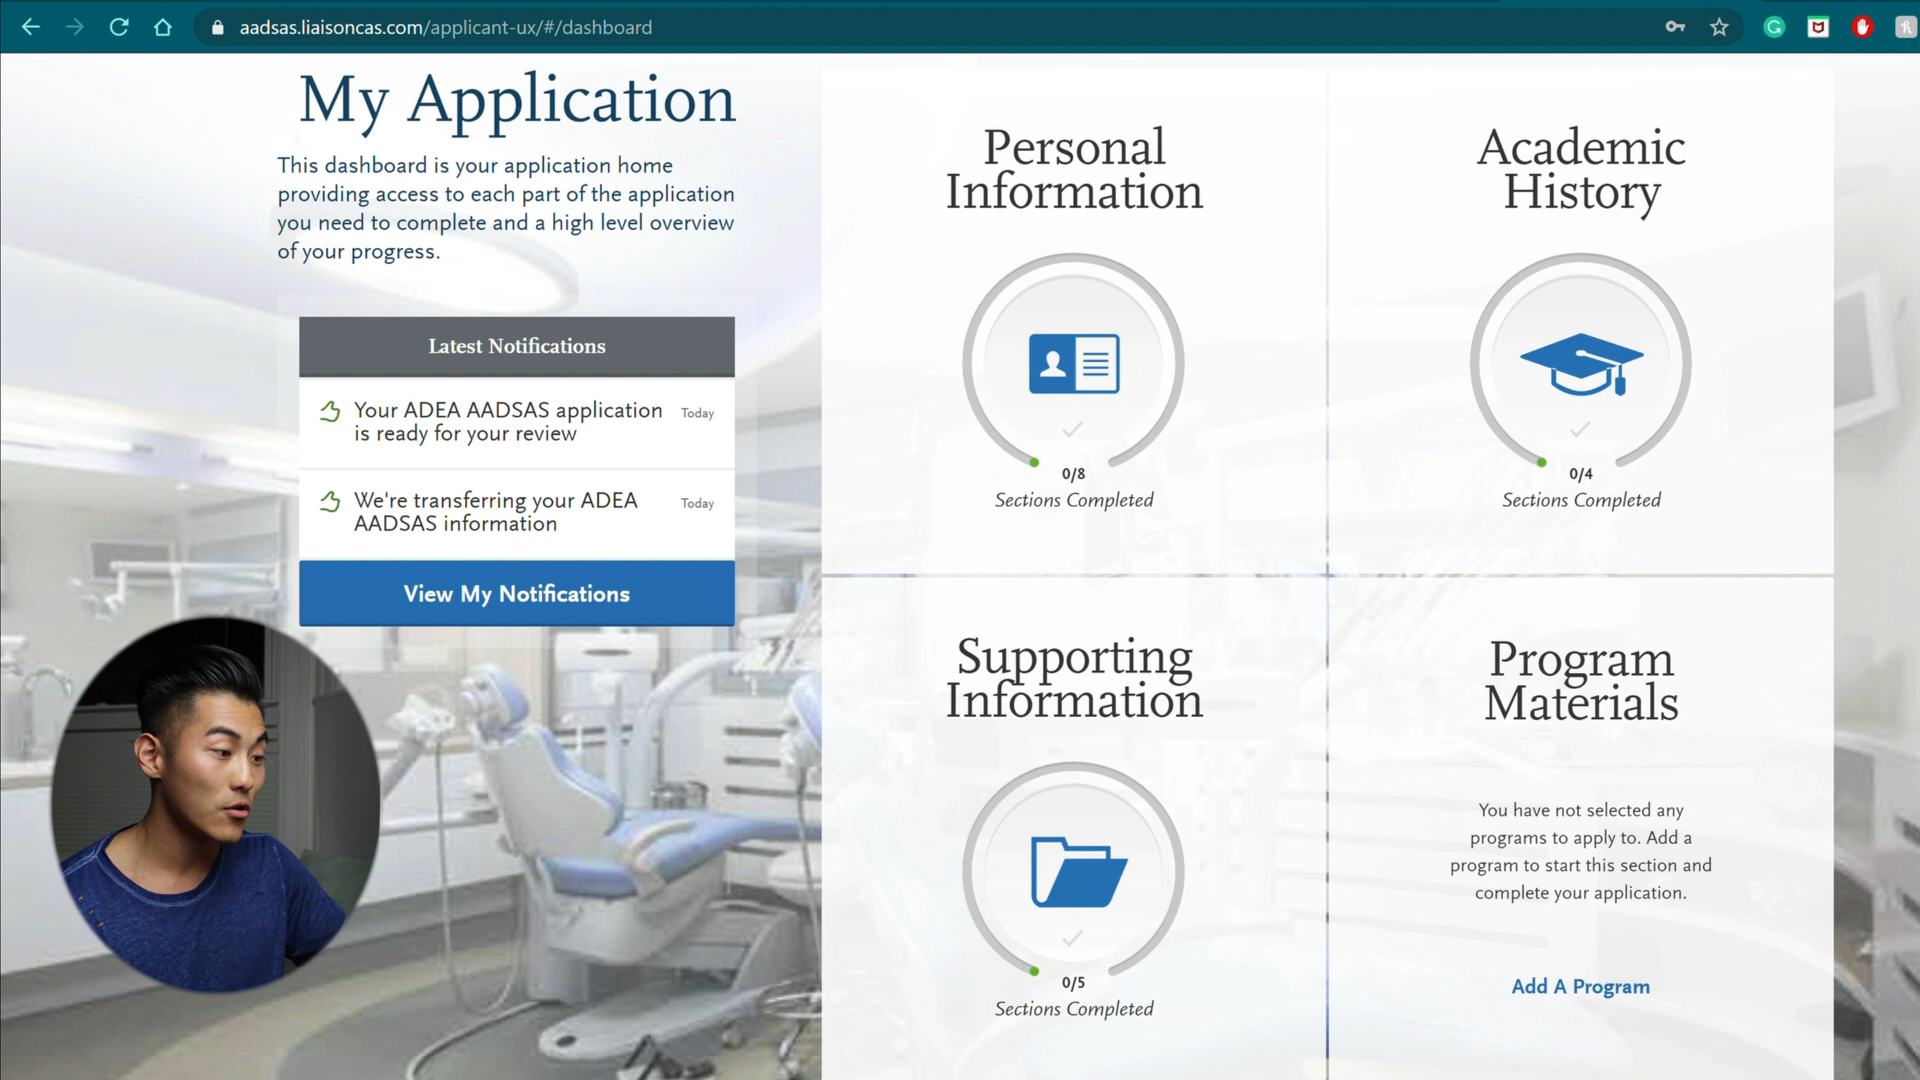 aadsas.liaisoncas.com/applicant-ux/#/dashboard
My Application
This dashboard is your application home
providing access to each part of the application
you need to complete and a high level overview
of your progress.
Latest Notifications
Your ADEA AADSAS application
is ready for your review
Today
We're transferring your ADEA
AADSAS information
Today
View My Notifications
Personal
Information
0/8
Sections Completed
Academic
History
0/4
Sections Completed
Supporting
Information
0/5
Sections Completed
Program
Materials
You have not selected any
programs to apply to. Add a
program to start this section and
complete your application.
Add A Program